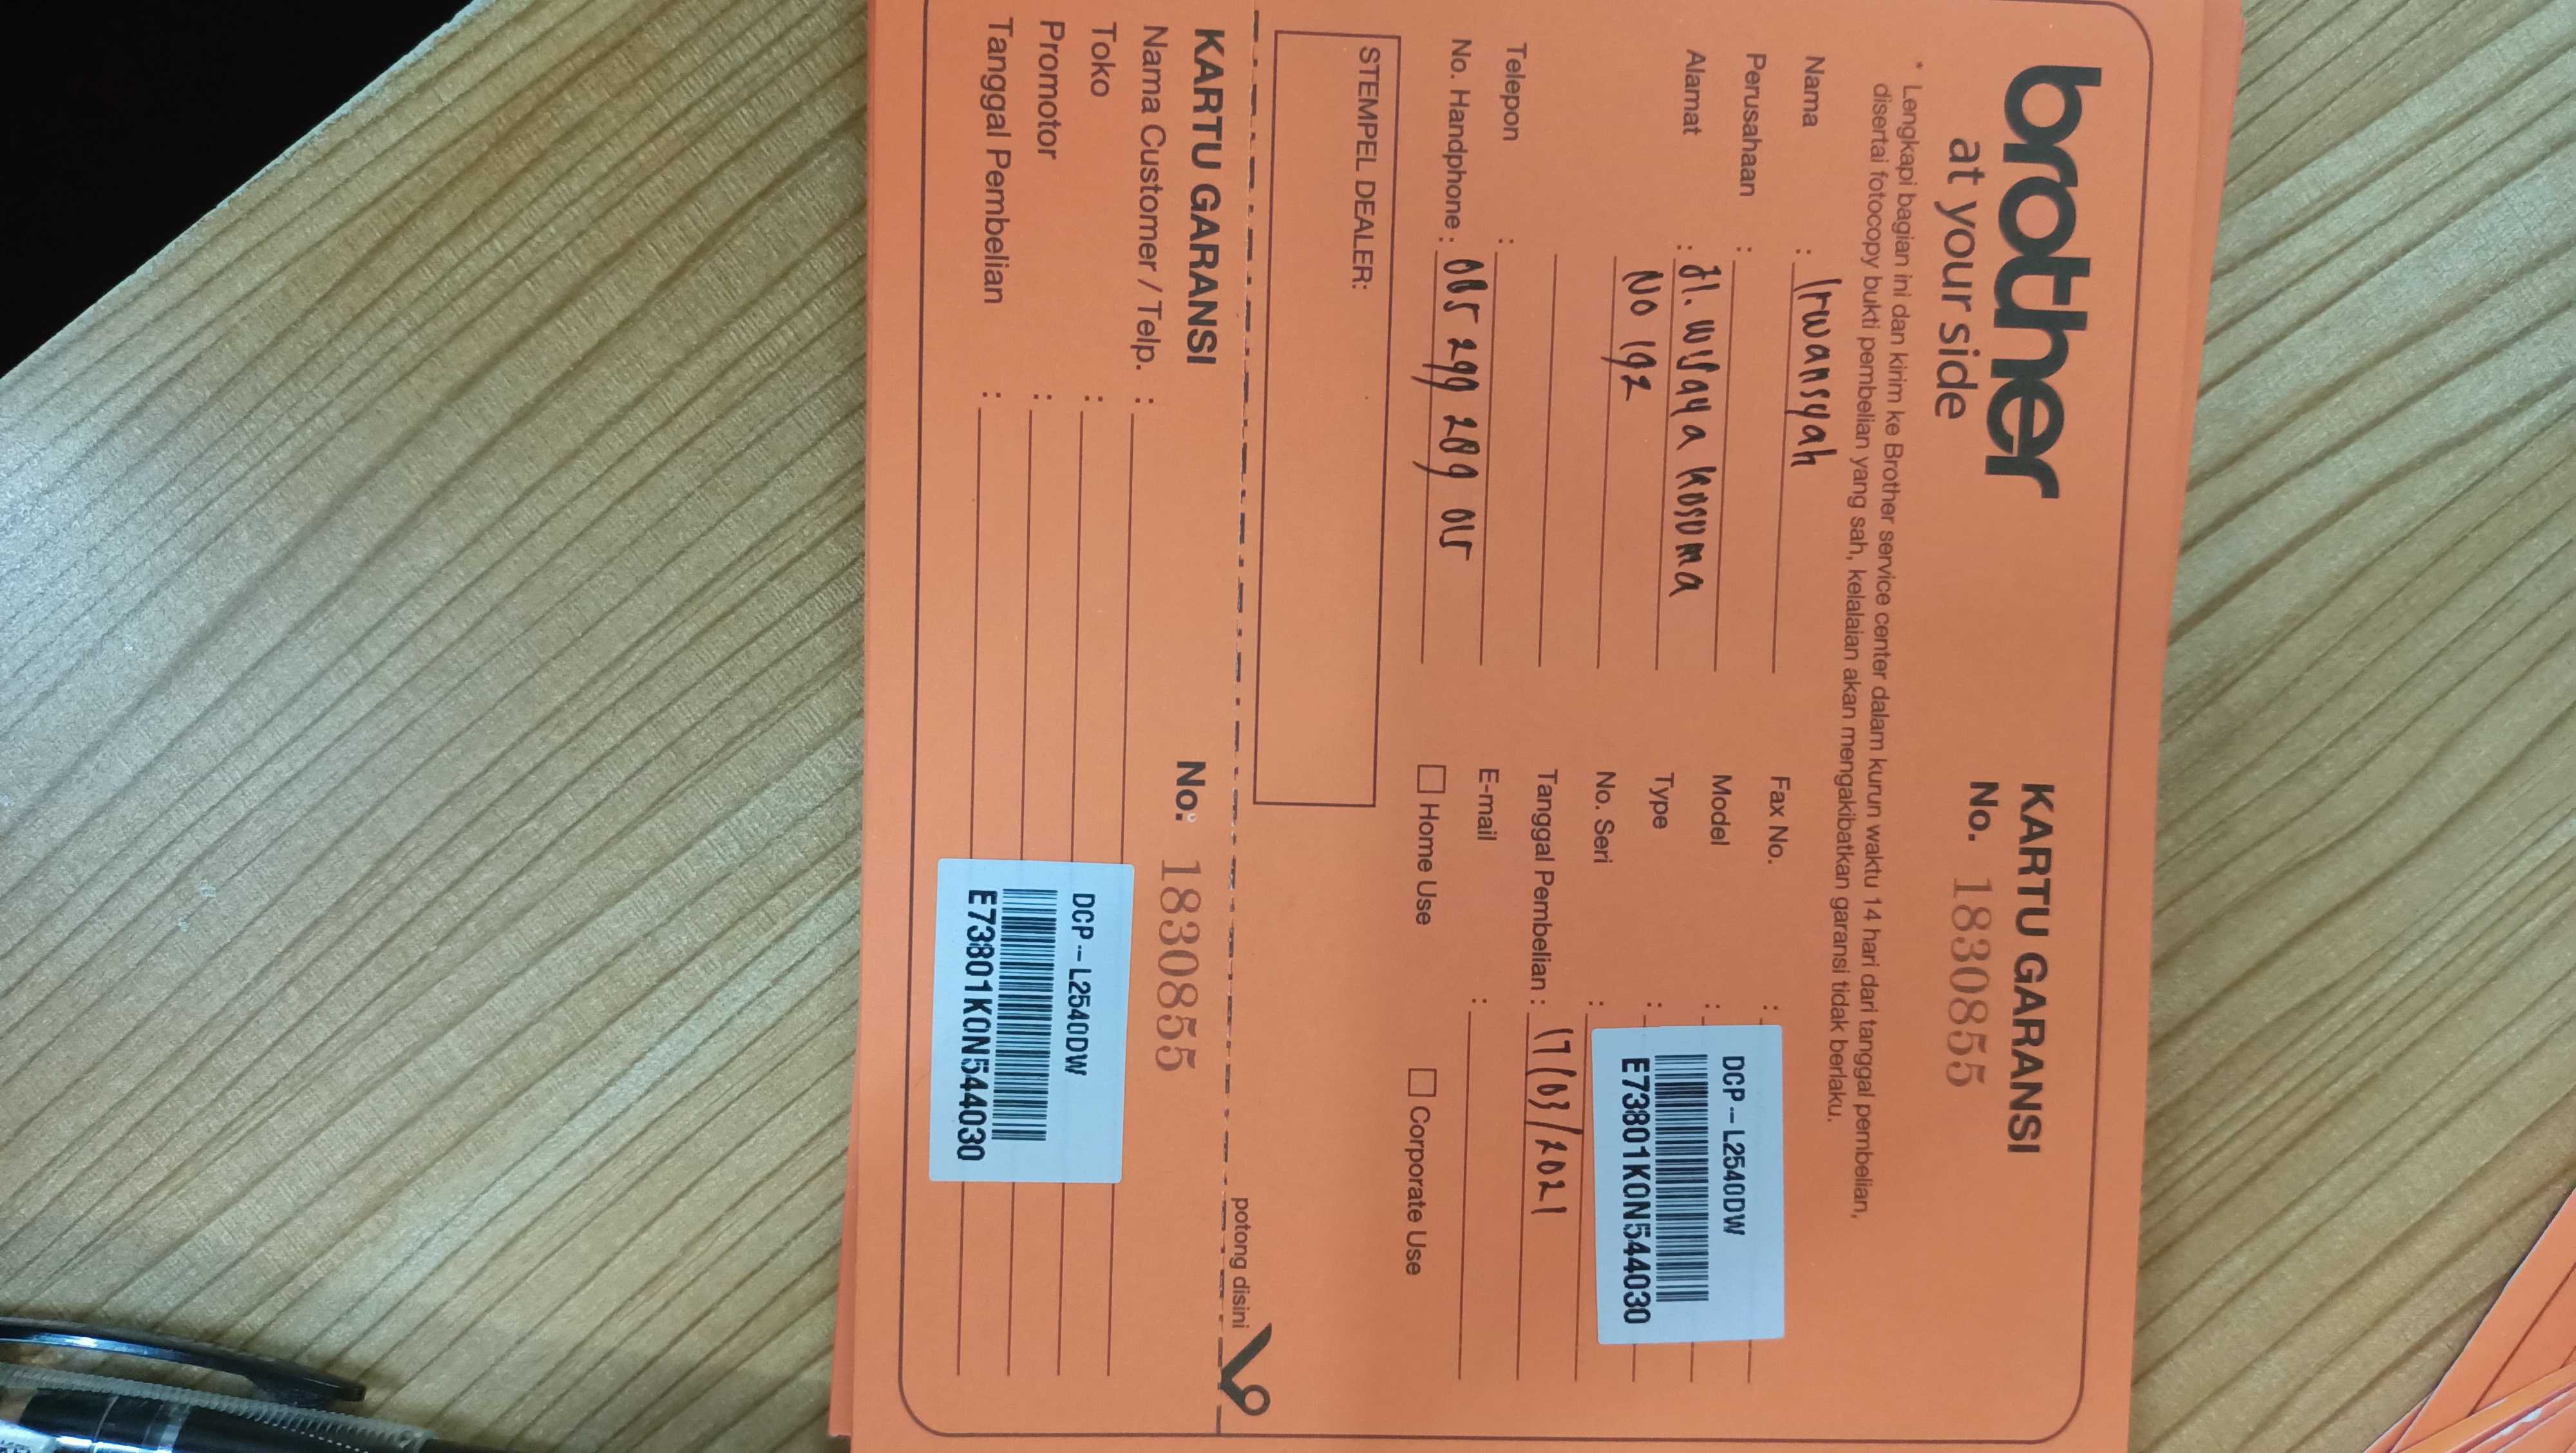 brother
at your side
KARTU GARANSI
No. 1830855
* Lengkapi bagian ini dan kirim ke Brother service center dalam kurun waktu 14 hari dari tanggal pembelian,
disertai fotocopy bukti pembelian yang sah, kelalaian akan mengakibatkan garansi tidak berlaku.
Nama : Irwansyah
Perusahaan :
Alamat : Jl. wisaya kosoma
No 192
Telepon :
No. Handphone : 085 299 289 015
Fax No. :
Model :
Type :
No. Seri :
DCP-L2540DW
E73801K0N544030
Tanggal Pembelian : 17/03/2021
E-mail :
Home Use
Corporate Use
STEMPEL DEALER:
potong disini
KARTU GARANSI
No: 1830855
Nama Customer / Telp. :
Toko :
Promotor :
Tanggal Pembelian :
DCP-L2540DW
E73801K0N544030